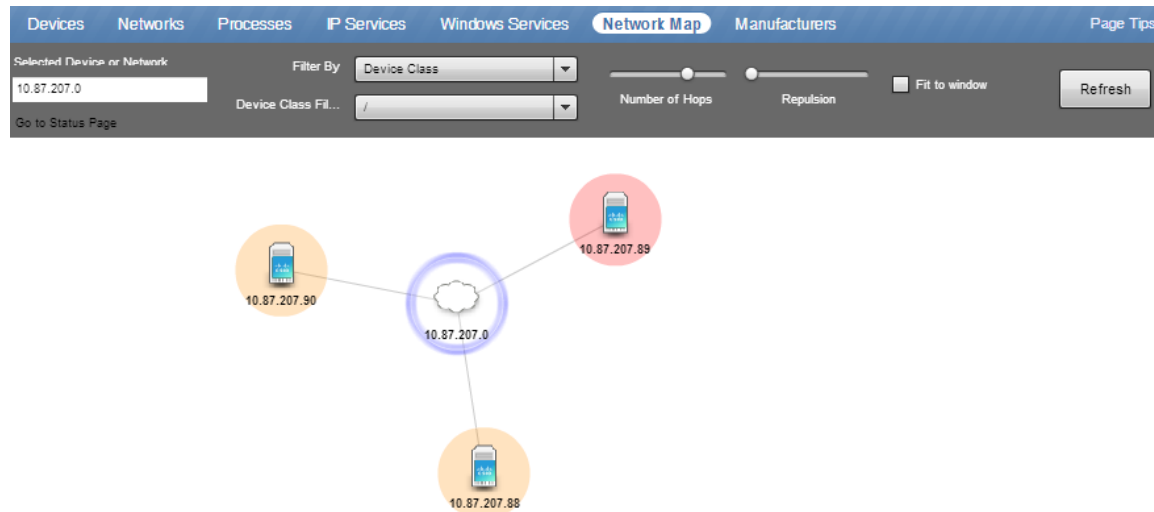 Devices Networks Processes IP Services Windows Services Network Map Manufacturers Page Tips
Selected Device or Network
10.87.207.0
Go to Status Page
Filter By Device Class
Device Class Fil... /
Number of Hops Repulsion
Fit to window
Refresh
10.87.207.89
10.87.207.90
10.87.207.0
10.87.207.88